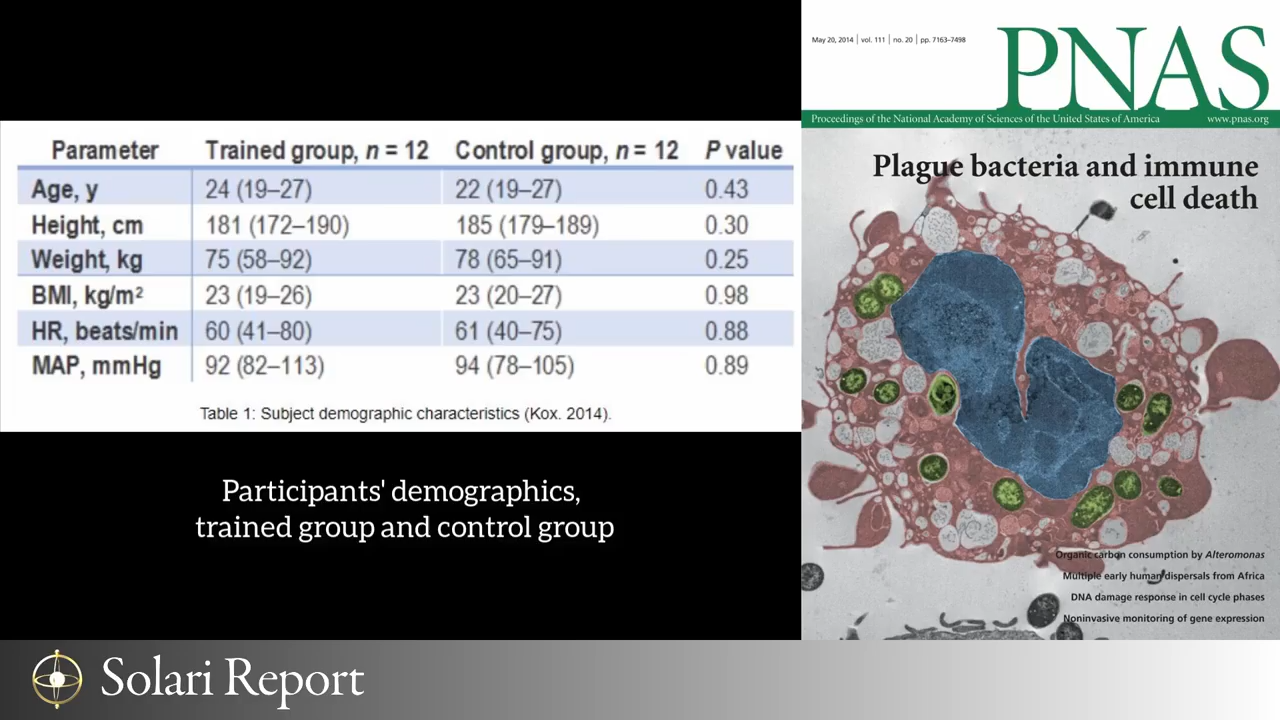 Parameter Trained group, n = 12 Control group, n = 12 P value
Age, y 24 (19–27) 22 (19–27) 0.43
Height, cm 181 (172–190) 185 (179–189) 0.30
Weight, kg 75 (58–92) 78 (65–91) 0.25
BMI, kg/m² 23 (19–26) 23 (20–27) 0.98
HR, beats/min 60 (41–80) 61 (40–75) 0.88
MAP, mmHg 92 (82–113) 94 (78–105) 0.89
Table 1: Subject demographic characteristics (Kox. 2014).
Participants' demographics,
trained group and control group
May 20, 2014 | vol. 111 | no. 20 | pp. 7163–7498
PNAS
Proceedings of the National Academy of Sciences of the United States of America www.pnas.org
Plague bacteria and immune
cell death
Organic carbon consumption by Alteromonas
Multiple early human dispersals from Africa
DNA damage response in cell cycle phases
Noninvasive monitoring of gene expression
Solari Report